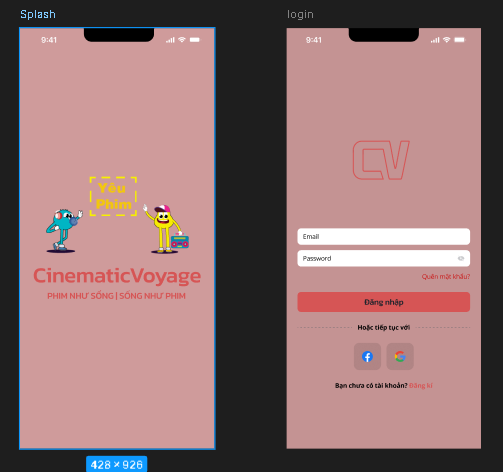 Splash
login
9:41
Yêu
Phim
CinematicVoyage
PHIM NHƯ SỐNG | SỐNG NHƯ PHIM
428 × 926
9:41
CV
Email
Password
Quên mật khẩu?
Đăng nhập
Hoặc tiếp tục với
Bạn chưa có tài khoản? Đăng kí